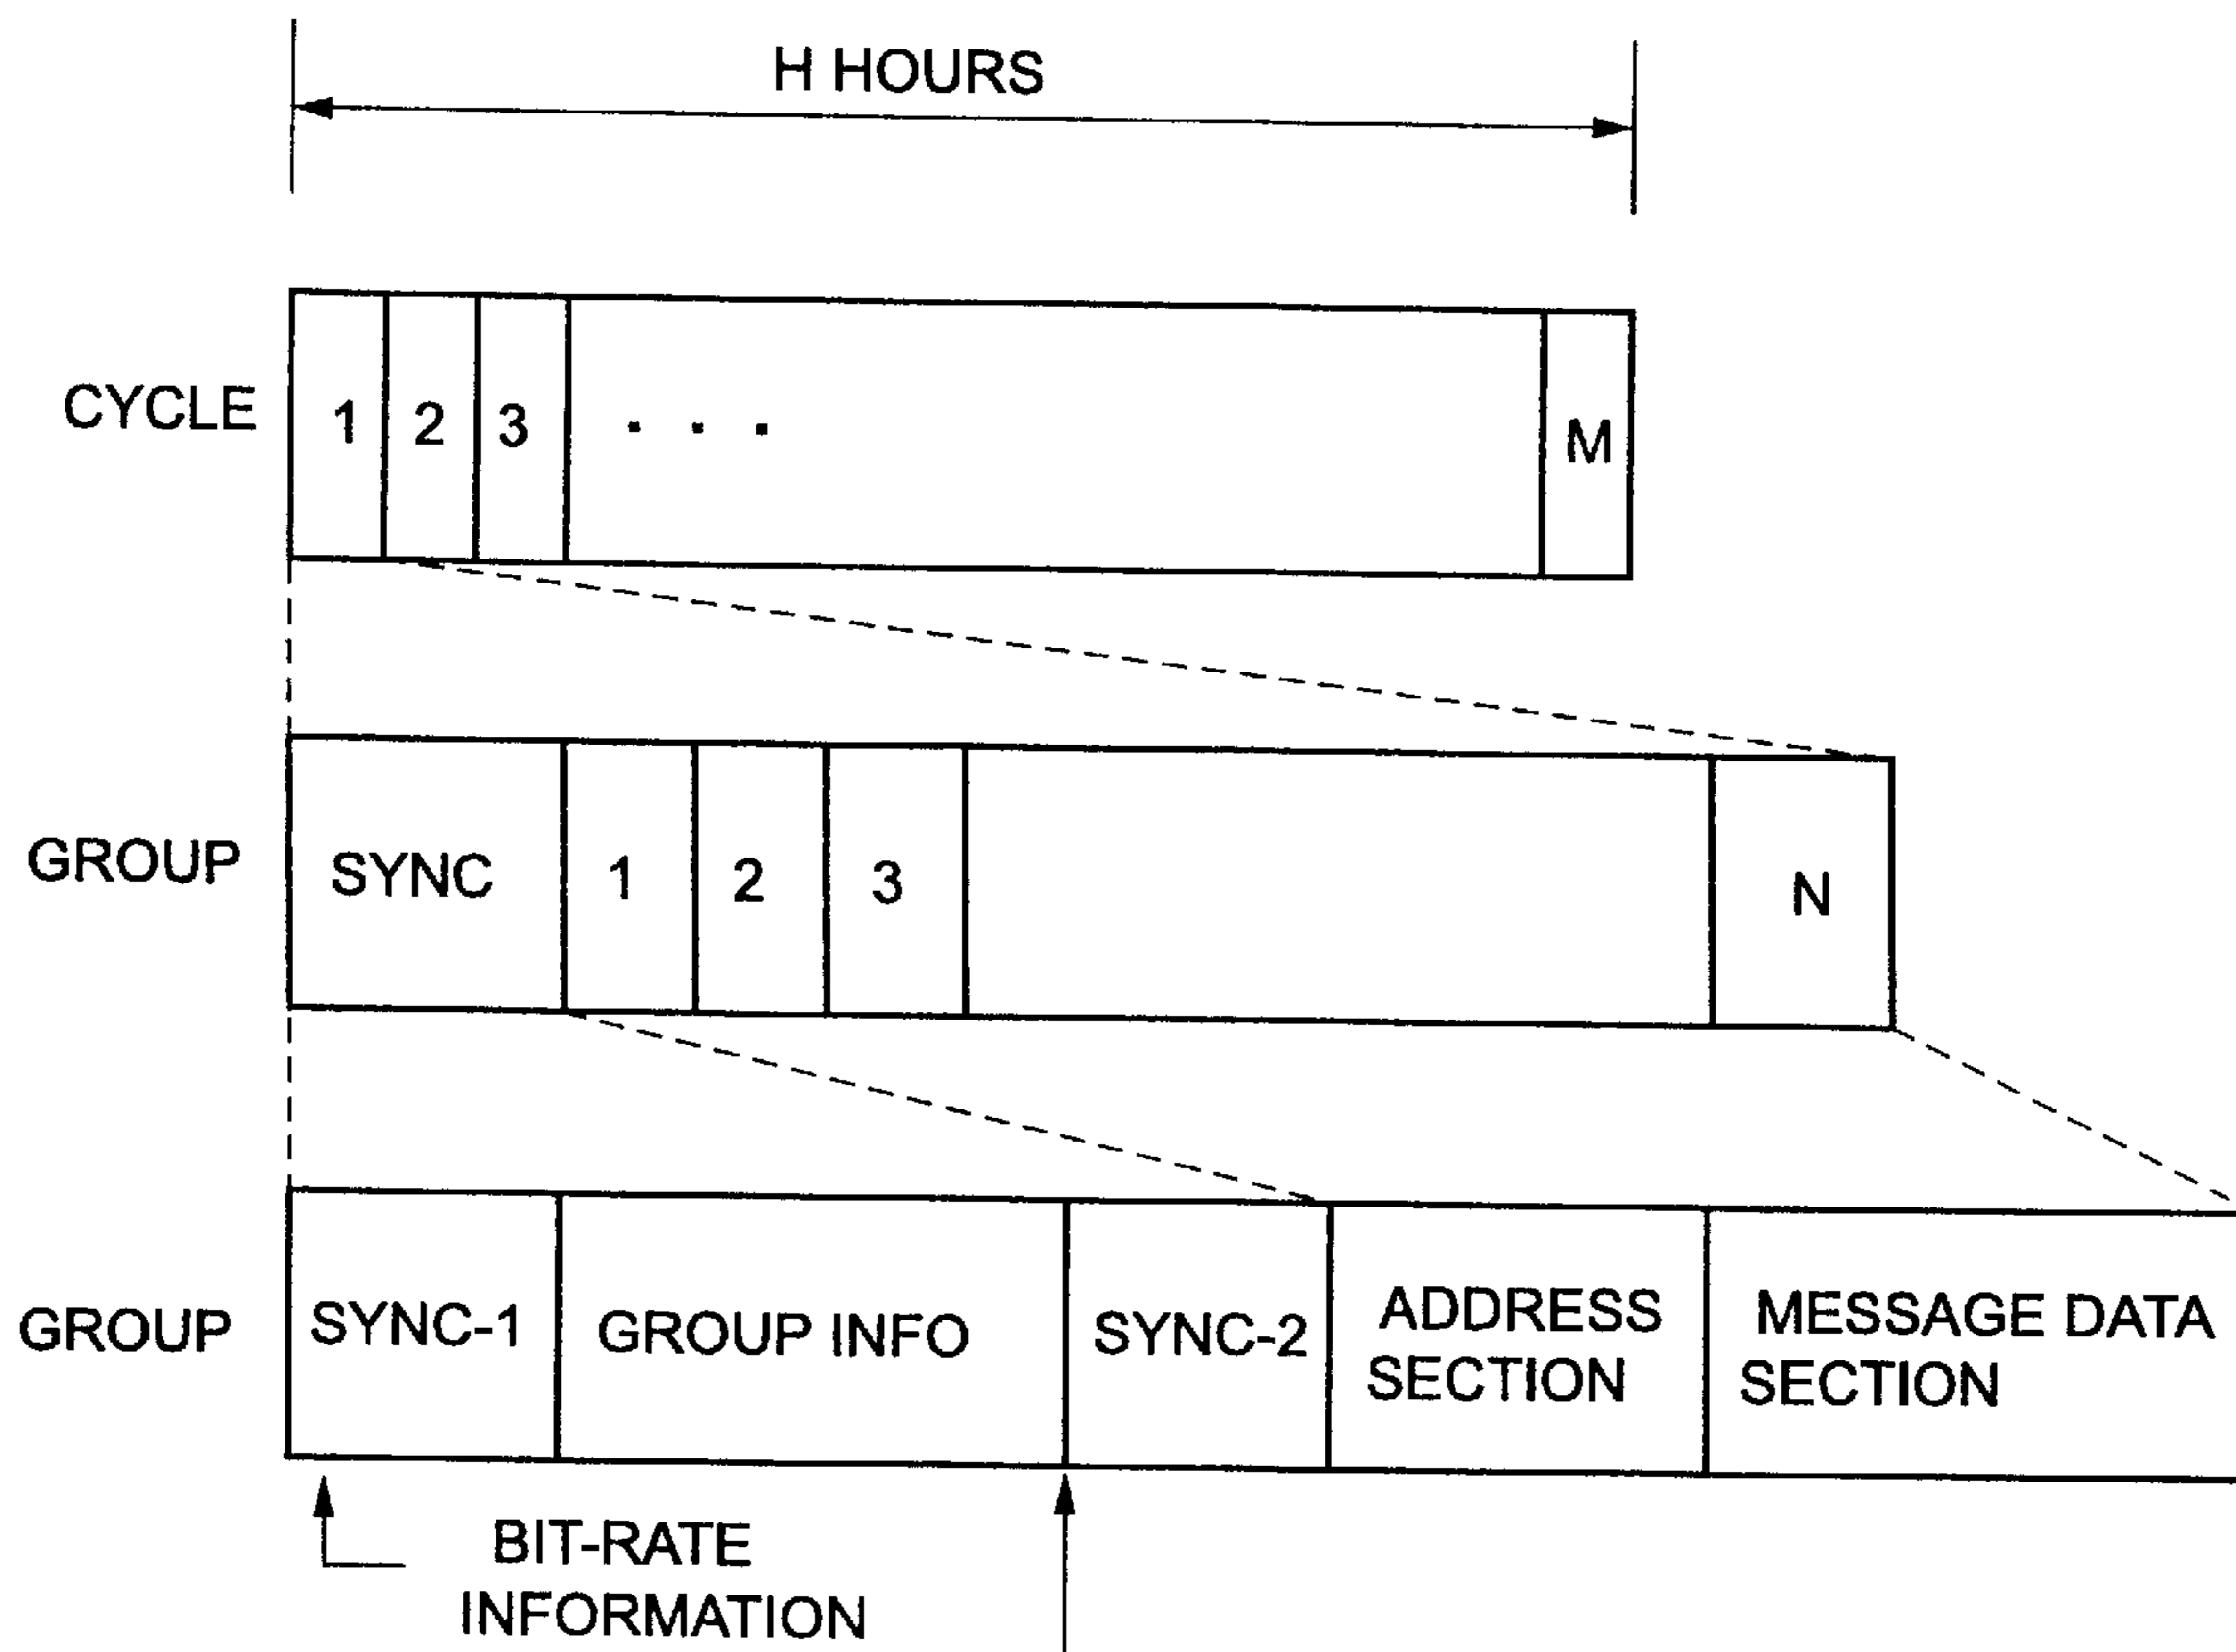 H HOURS
CYCLE 1 2 3 . . . M
GROUP SYNC 1 2 3 N
GROUP SYNC-1 GROUP INFO SYNC-2 ADDRESS SECTION MESSAGE DATA SECTION
BIT-RATE
INFORMATION